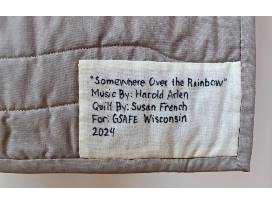 "Somewhere Over the Rainbow"
Music By: Harold Arlen
Quilt By: Susan French
For: GSAFE Wisconsin
2024